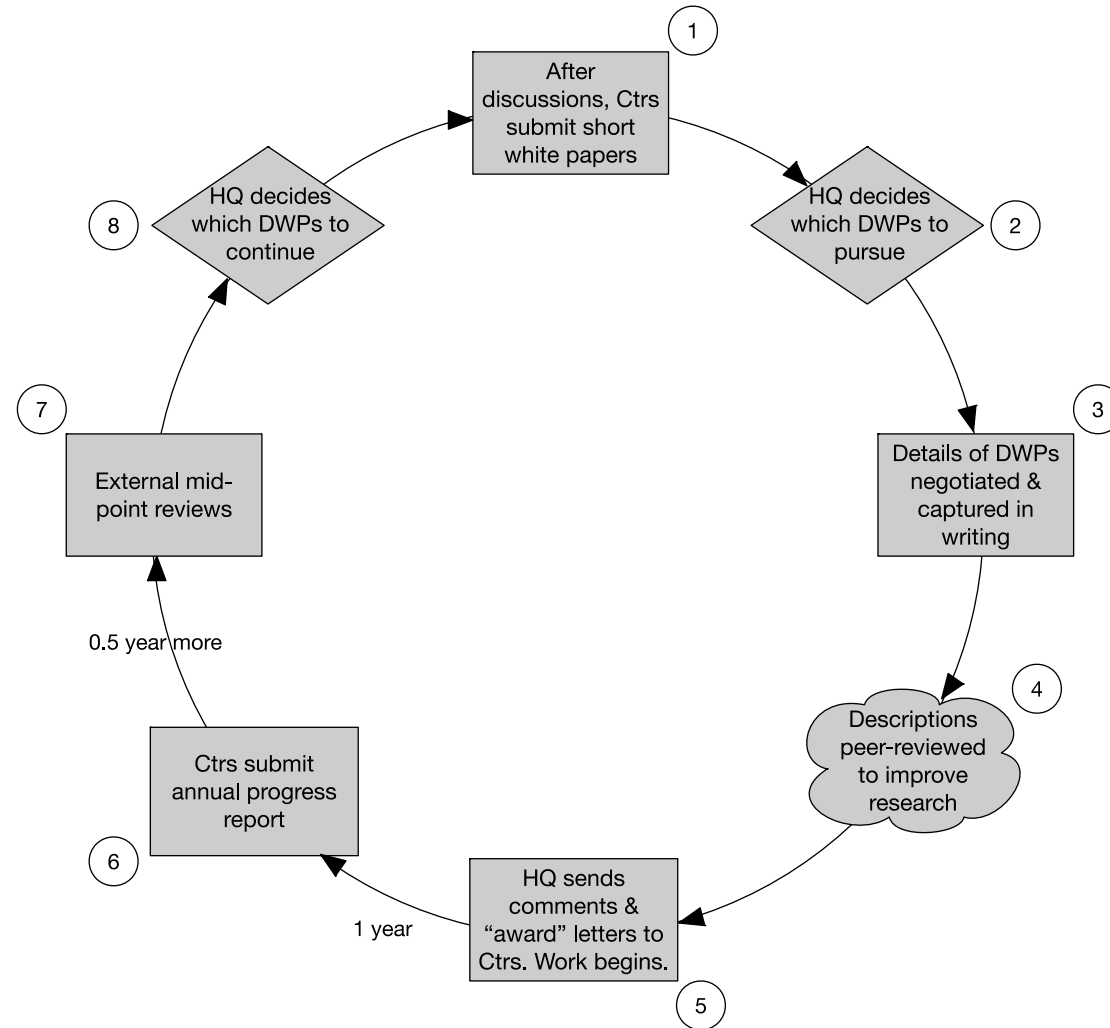 1
After
discussions, Ctrs
submit short
white papers
2
HQ decides
which DWPs to
pursue
3
Details of DWPs
negotiated &
captured in
writing
4
Descriptions
peer-reviewed
to improve
research
5
HQ sends
comments &
“award” letters to
Ctrs. Work begins.
1 year
6
Ctrs submit
annual progress
report
0.5 year more
7
External mid-
point reviews
8
HQ decides
which DWPs to
continue